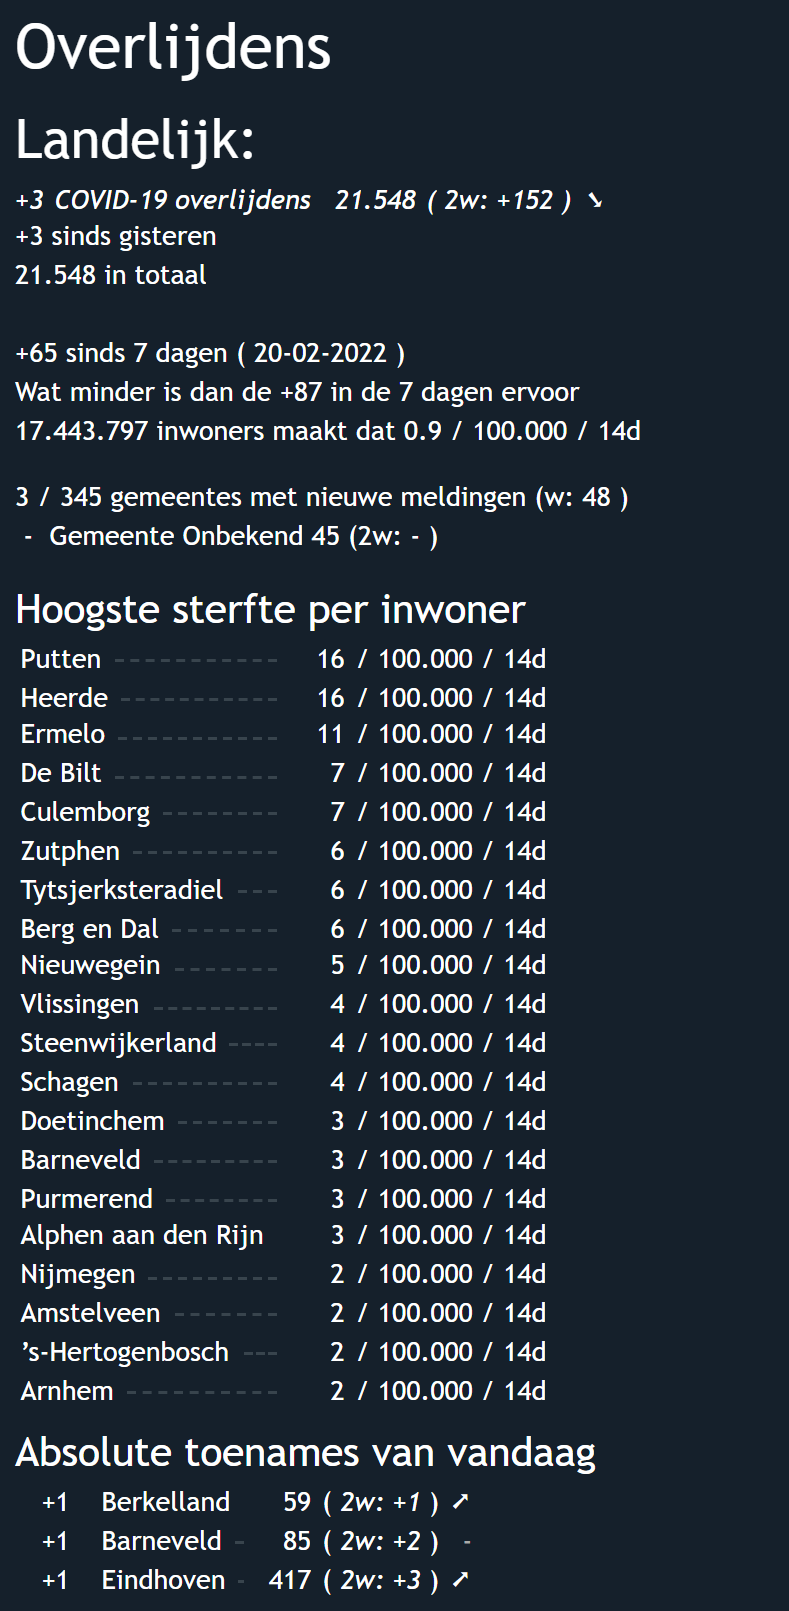 Overlijdens
Landelijk:
+3 COVID-19 overlijdens 21.548 ( 2w: +152 ) ➘
+3 sinds gisteren
21.548 in totaal
+65 sinds 7 dagen ( 20-02-2022 )
Wat minder is dan de +87 in de 7 dagen ervoor
17.443.797 inwoners maakt dat 0.9 / 100.000 / 14d
3 / 345 gemeentes met nieuwe meldingen (w: 48 )
- Gemeente Onbekend 45 (2w: - )
Hoogste sterfte per inwoner
Putten ----------- 16 / 100.000 / 14d
Heerde ----------- 16 / 100.000 / 14d
Ermelo ----------- 11 / 100.000 / 14d
De Bilt ----------- 7 / 100.000 / 14d
Culemborg -------- 7 / 100.000 / 14d
Zutphen ---------- 6 / 100.000 / 14d
Tytsjerksteradiel --- 6 / 100.000 / 14d
Berg en Dal ------- 6 / 100.000 / 14d
Nieuwegein ------- 5 / 100.000 / 14d
Vlissingen --------- 4 / 100.000 / 14d
Steenwijkerland ---- 4 / 100.000 / 14d
Schagen ---------- 4 / 100.000 / 14d
Doetinchem ------- 3 / 100.000 / 14d
Barneveld --------- 3 / 100.000 / 14d
Purmerend -------- 3 / 100.000 / 14d
Alphen aan den Rijn 3 / 100.000 / 14d
Nijmegen --------- 2 / 100.000 / 14d
Amstelveen ------- 2 / 100.000 / 14d
’s-Hertogenbosch --- 2 / 100.000 / 14d
Arnhem ---------- 2 / 100.000 / 14d
Absolute toenames van vandaag
+1 Berkelland 59 ( 2w: +1 ) ➚
+1 Barneveld - 85 ( 2w: +2 ) -
+1 Eindhoven - 417 ( 2w: +3 ) ➚